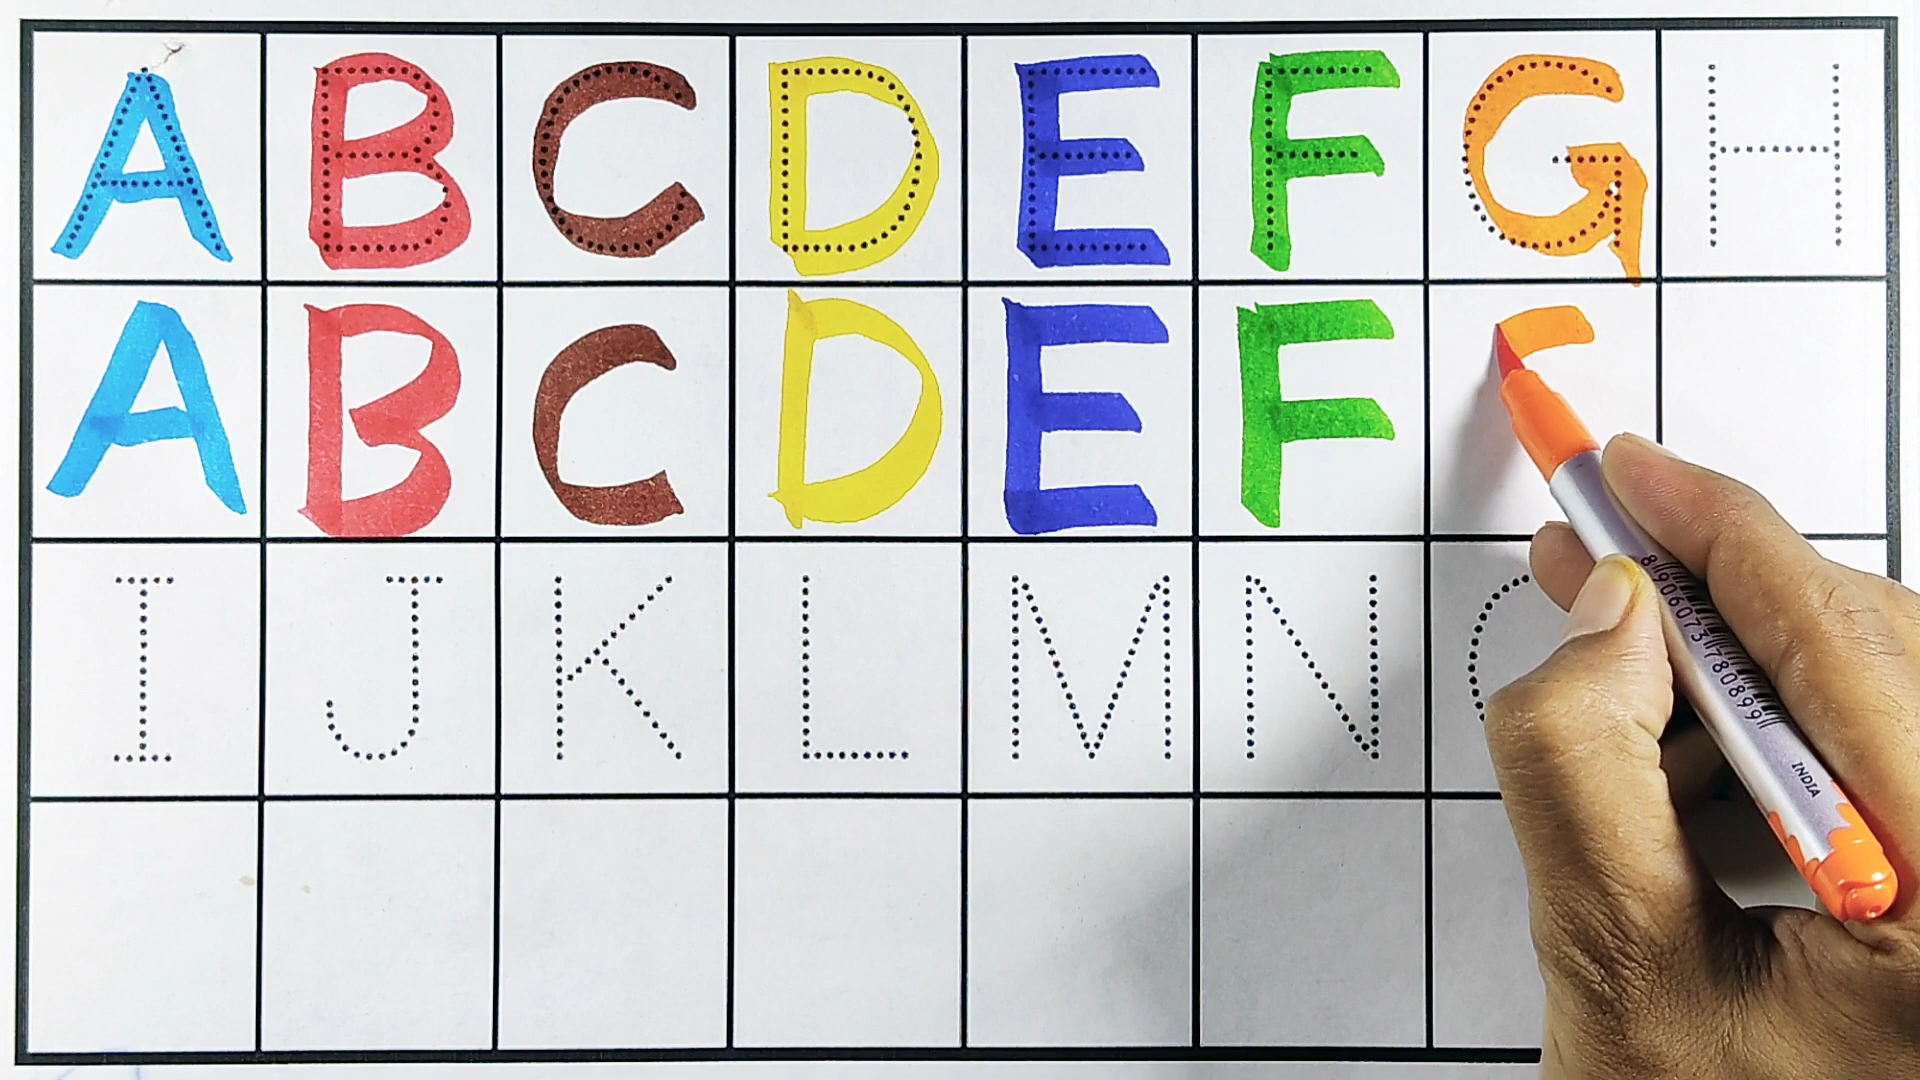 A B C D E F G H
A B C D E F
I J K L M N
8906073780899
INDIA